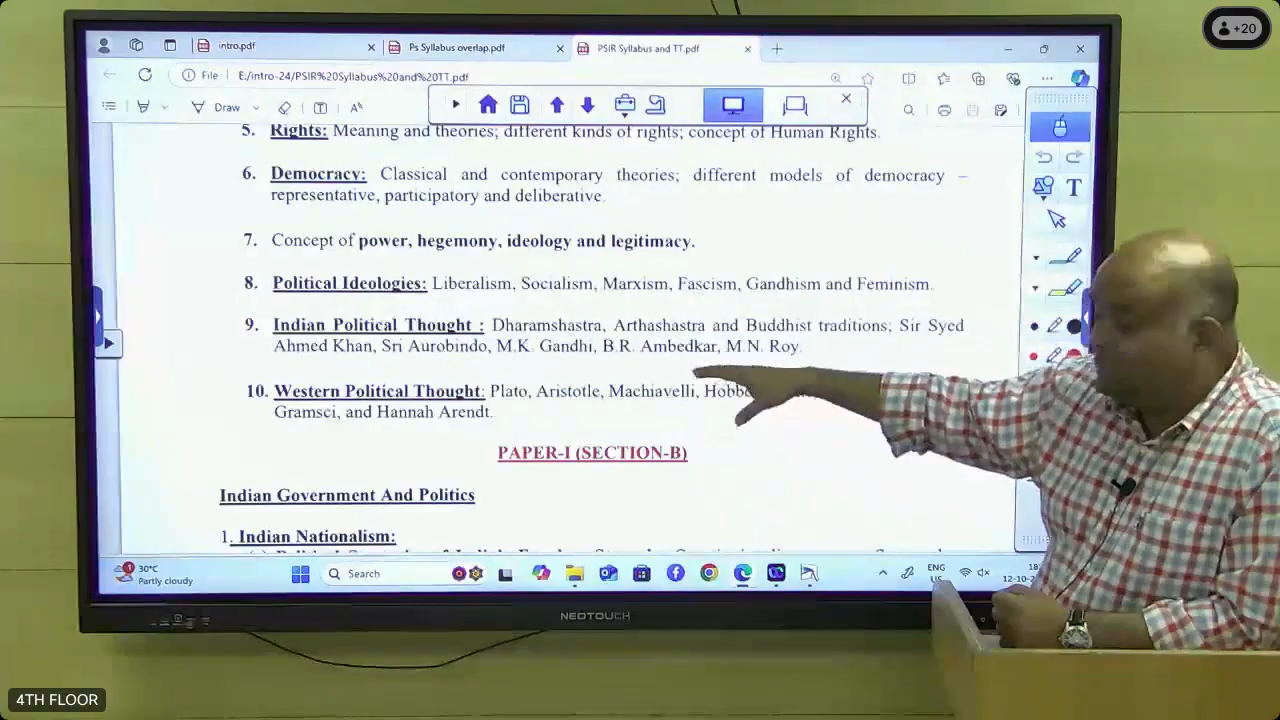 +20
intro.pdf
Ps Syllabus overlap.pdf
PSIR Syllabus and TT.pdf
File
E:/intro-24/PSIR%20Syllabus%20and%20TT.pdf
Draw
5. Rights: Meaning and theories; different kinds of rights; concept of Human Rights.
6. Democracy: Classical and contemporary theories; different models of democracy –
representative, participatory and deliberative.
7. Concept of power, hegemony, ideology and legitimacy.
8. Political Ideologies: Liberalism, Socialism, Marxism, Fascism, Gandhism and Feminism.
9. Indian Political Thought : Dharamshastra, Arthashastra and Buddhist traditions; Sir Syed
Ahmed Khan, Sri Aurobindo, M.K. Gandhi, B.R. Ambedkar, M.N. Roy.
10. Western Political Thought: Plato, Aristotle, Machiavelli,
Gramsci, and Hannah Arendt.
PAPER-I (SECTION-B)
Indian Government And Politics
1. Indian Nationalism:
30°C
Partly cloudy
Search
ENG
NEOTOUCH
4TH FLOOR